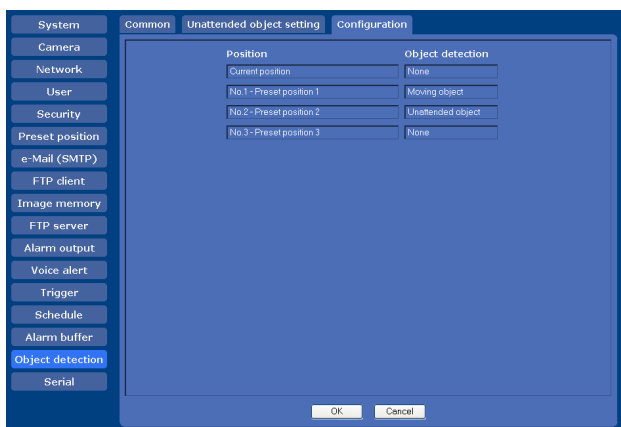 System
Camera
Network
User
Security
Preset position
e-Mail (SMTP)
FTP client
Image memory
FTP server
Alarm output
Voice alert
Trigger
Schedule
Alarm buffer
Object detection
Serial
Common Unattended object setting Configuration
Position Object detection
Current position None
No.1 - Preset position 1 Moving object
No.2 - Preset position 2 Unattended object
No.3 - Preset position 3 None
OK Cancel